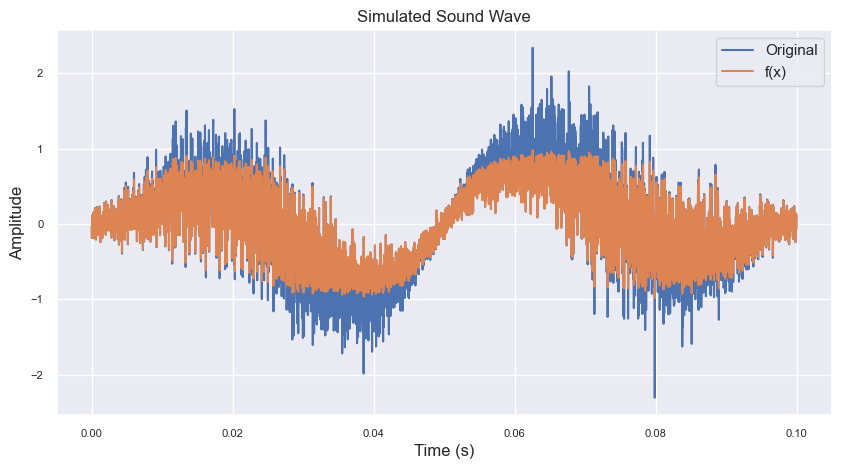 Simulated Sound Wave
Original
f(x)
Amplitude
2
1
0
−1
−2
0.00 0.02 0.04 0.06 0.08 0.10
Time (s)